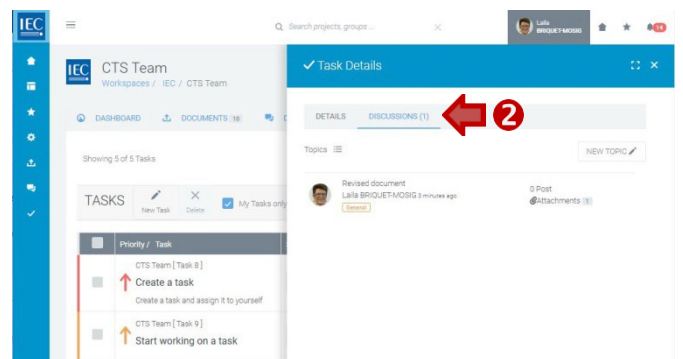 IEC
Search projects, groups ...
Laila
BRIQUET-MOSIG
14
IEC
CTS Team
Workspaces / IEC / CTS Team
DASHBOARD
DOCUMENTS 18
D
Showing 5 of 5 Tasks
TASKS
New Task
Delete
My Tasks only
Priority / Task
CTS Team [ Task 8 ]
Create a task
Create a task and assign it to yourself
CTS Team [ Task 9 ]
Start working on a task
Task Details
DETAILS
DISCUSSIONS (1)
2
Topics
NEW TOPIC
Revised document
Laila BRIQUET-MOSIG 3 minutes ago
General
0 Post
Attachments 1